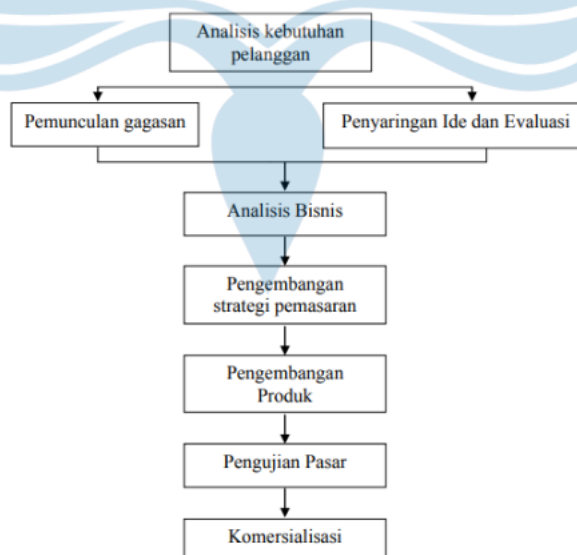 Analisis kebutuhan
pelanggan
Pemunculan gagasan
Penyaringan Ide dan Evaluasi
Analisis Bisnis
Pengembangan
strategi pemasaran
Pengembangan
Produk
Pengujian Pasar
Komersialisasi